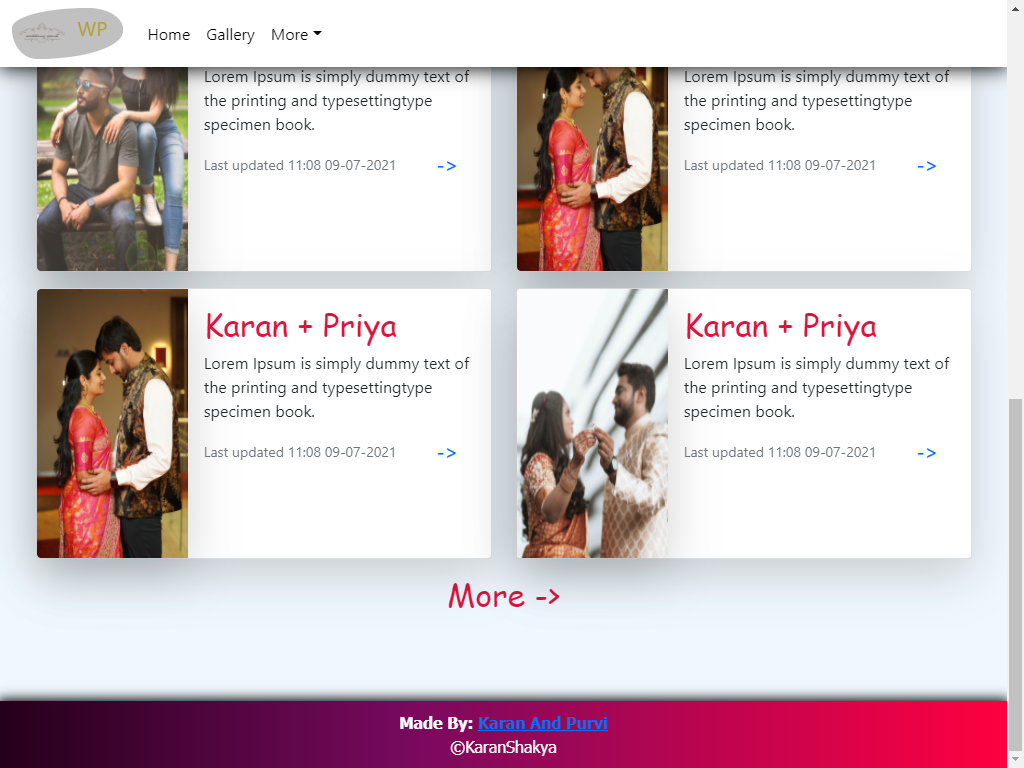 WP
Home Gallery More
Lorem Ipsum is simply dummy text of
the printing and typesettingtype
specimen book.
Last updated 11:08 09-07-2021 ->
Lorem Ipsum is simply dummy text of
the printing and typesettingtype
specimen book.
Last updated 11:08 09-07-2021 ->
Karan + Priya
Lorem Ipsum is simply dummy text of
the printing and typesettingtype
specimen book.
Last updated 11:08 09-07-2021 ->
Karan + Priya
Lorem Ipsum is simply dummy text of
the printing and typesettingtype
specimen book.
Last updated 11:08 09-07-2021 ->
More ->
Made By: Karan And Purvi
©KaranShakya